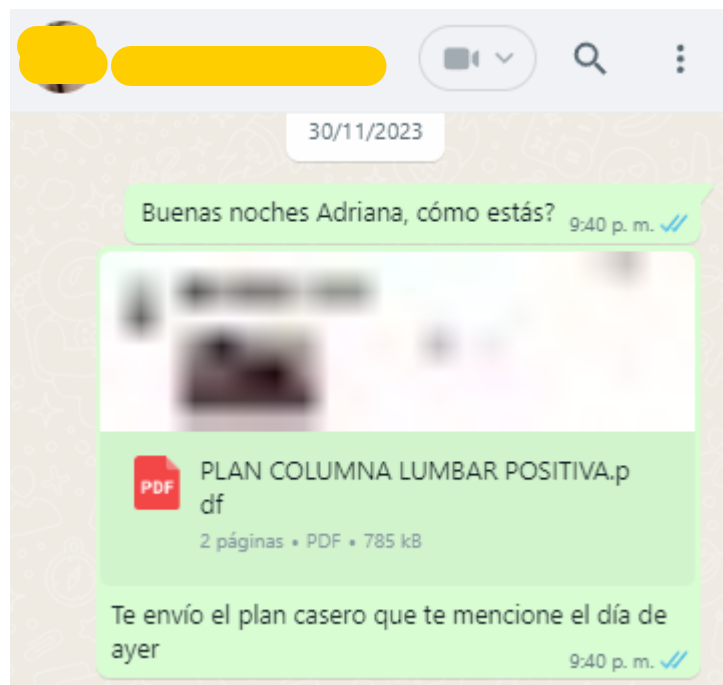 30/11/2023
Buenas noches Adriana, cómo estás?
9:40 p. m.
PDF
PLAN COLUMNA LUMBAR POSITIVA.p
df
2 páginas • PDF • 785 kB
Te envío el plan casero que te mencione el día de
ayer
9:40 p. m.